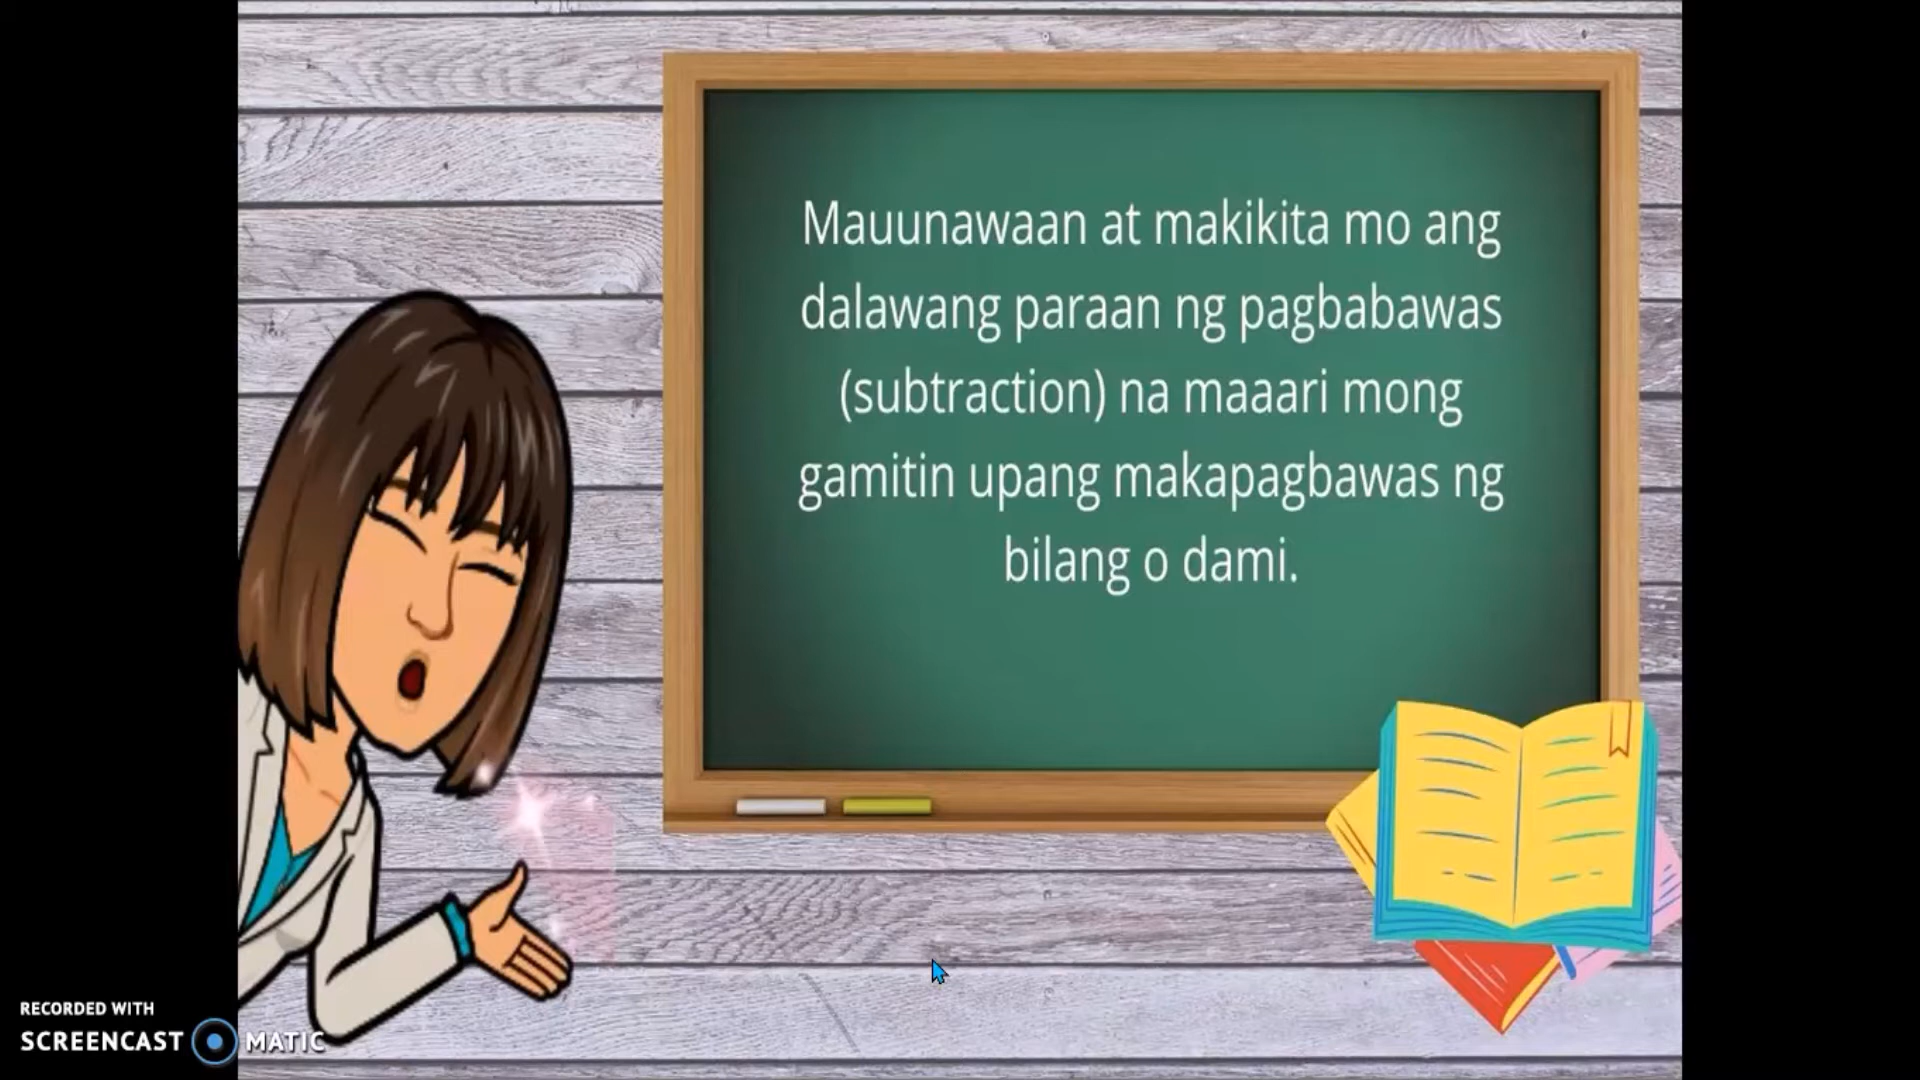 Mauunawaan at makikita mo ang
dalawang paraan ng pagbabawas
(subtraction) na maaari mong
gamitin upang makapagbawas ng
bilang o dami.
RECORDED WITH
SCREENCAST MATIC